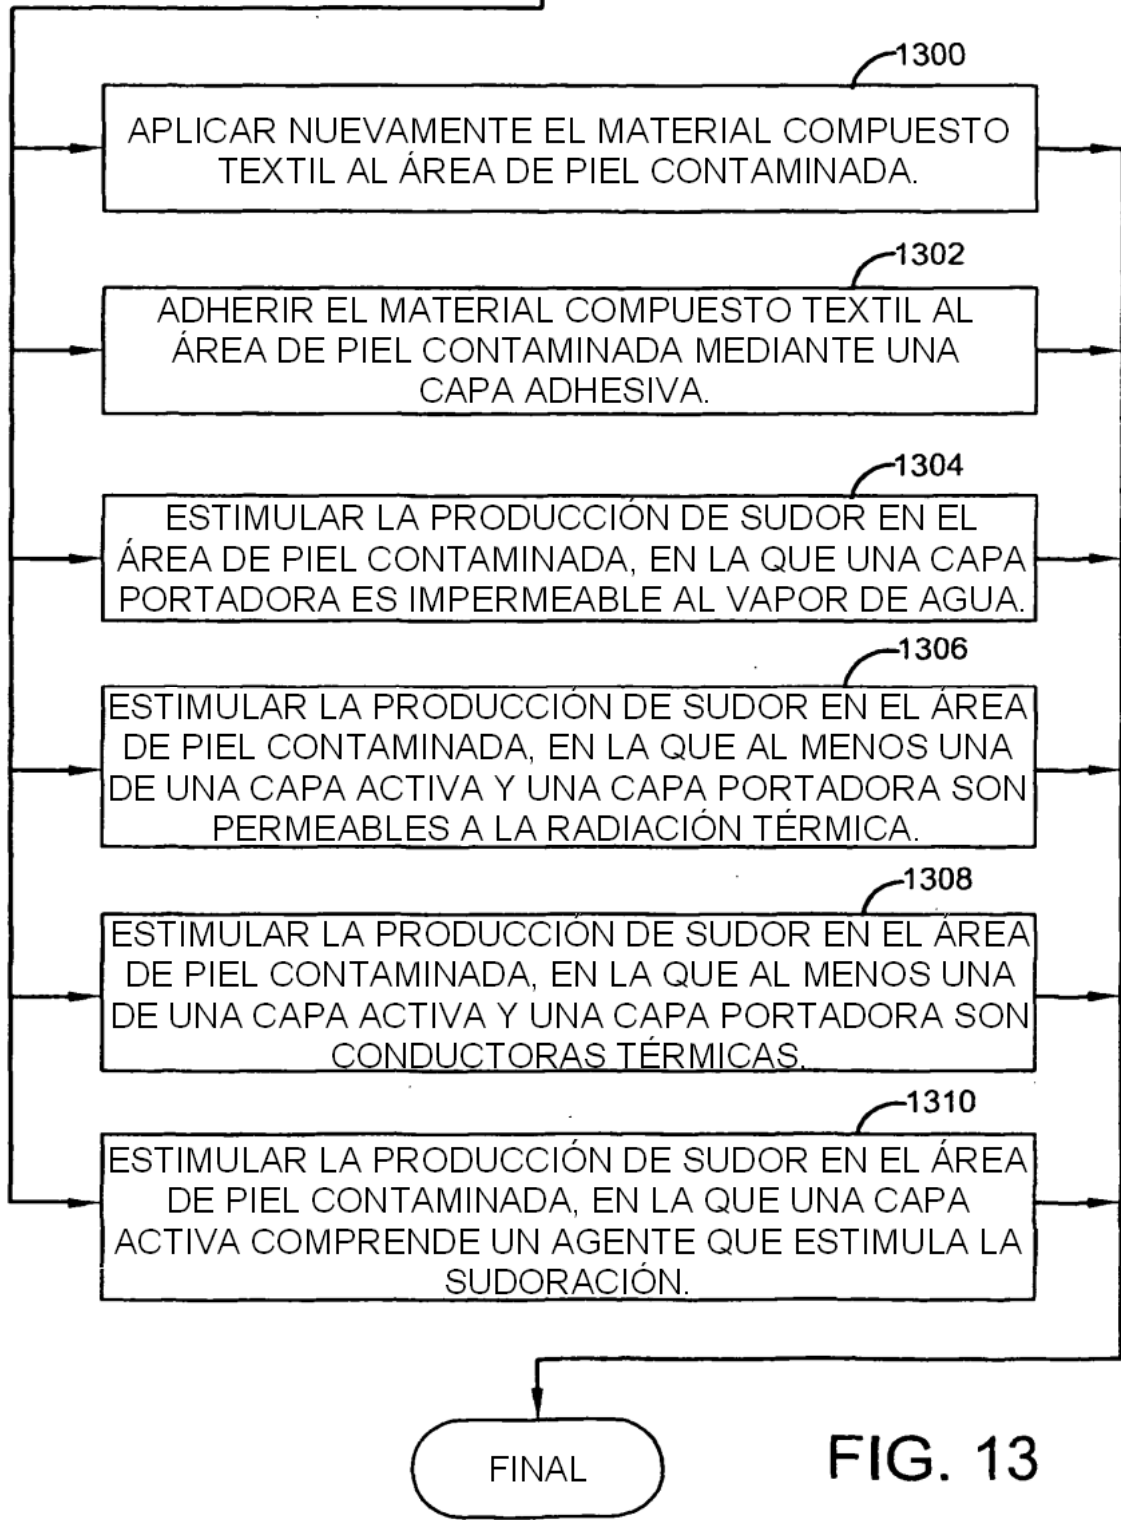 1300
APLICAR NUEVAMENTE EL MATERIAL COMPUESTO
TEXTIL AL ÁREA DE PIEL CONTAMINADA.
1302
ADHERIR EL MATERIAL COMPUESTO TEXTIL AL
ÁREA DE PIEL CONTAMINADA MEDIANTE UNA
CAPA ADHESIVA.
1304
ESTIMULAR LA PRODUCCIÓN DE SUDOR EN EL
ÁREA DE PIEL CONTAMINADA, EN LA QUE UNA CAPA
PORTADORA ES IMPERMEABLE AL VAPOR DE AGUA.
1306
ESTIMULAR LA PRODUCCIÓN DE SUDOR EN EL ÁREA
DE PIEL CONTAMINADA, EN LA QUE AL MENOS UNA
DE UNA CAPA ACTIVA Y UNA CAPA PORTADORA SON
PERMEABLES A LA RADIACIÓN TÉRMICA.
1308
ESTIMULAR LA PRODUCCIÓN DE SUDOR EN EL ÁREA
DE PIEL CONTAMINADA, EN LA QUE AL MENOS UNA
DE UNA CAPA ACTIVA Y UNA CAPA PORTADORA SON
CONDUCTORAS TÉRMICAS.
1310
ESTIMULAR LA PRODUCCIÓN DE SUDOR EN EL ÁREA
DE PIEL CONTAMINADA, EN LA QUE UNA CAPA
ACTIVA COMPRENDE UN AGENTE QUE ESTIMULA LA
SUDORACIÓN.
FINAL
FIG. 13